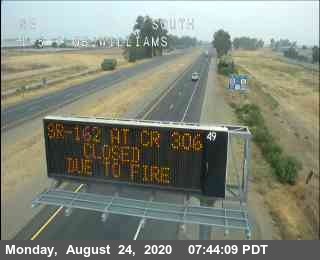 SOUTH
WILLIAMS
SR-162 AT CR 306
CLOSED
DUE TO FIRE
49
Monday, August 24, 2020 07:44:09 PDT